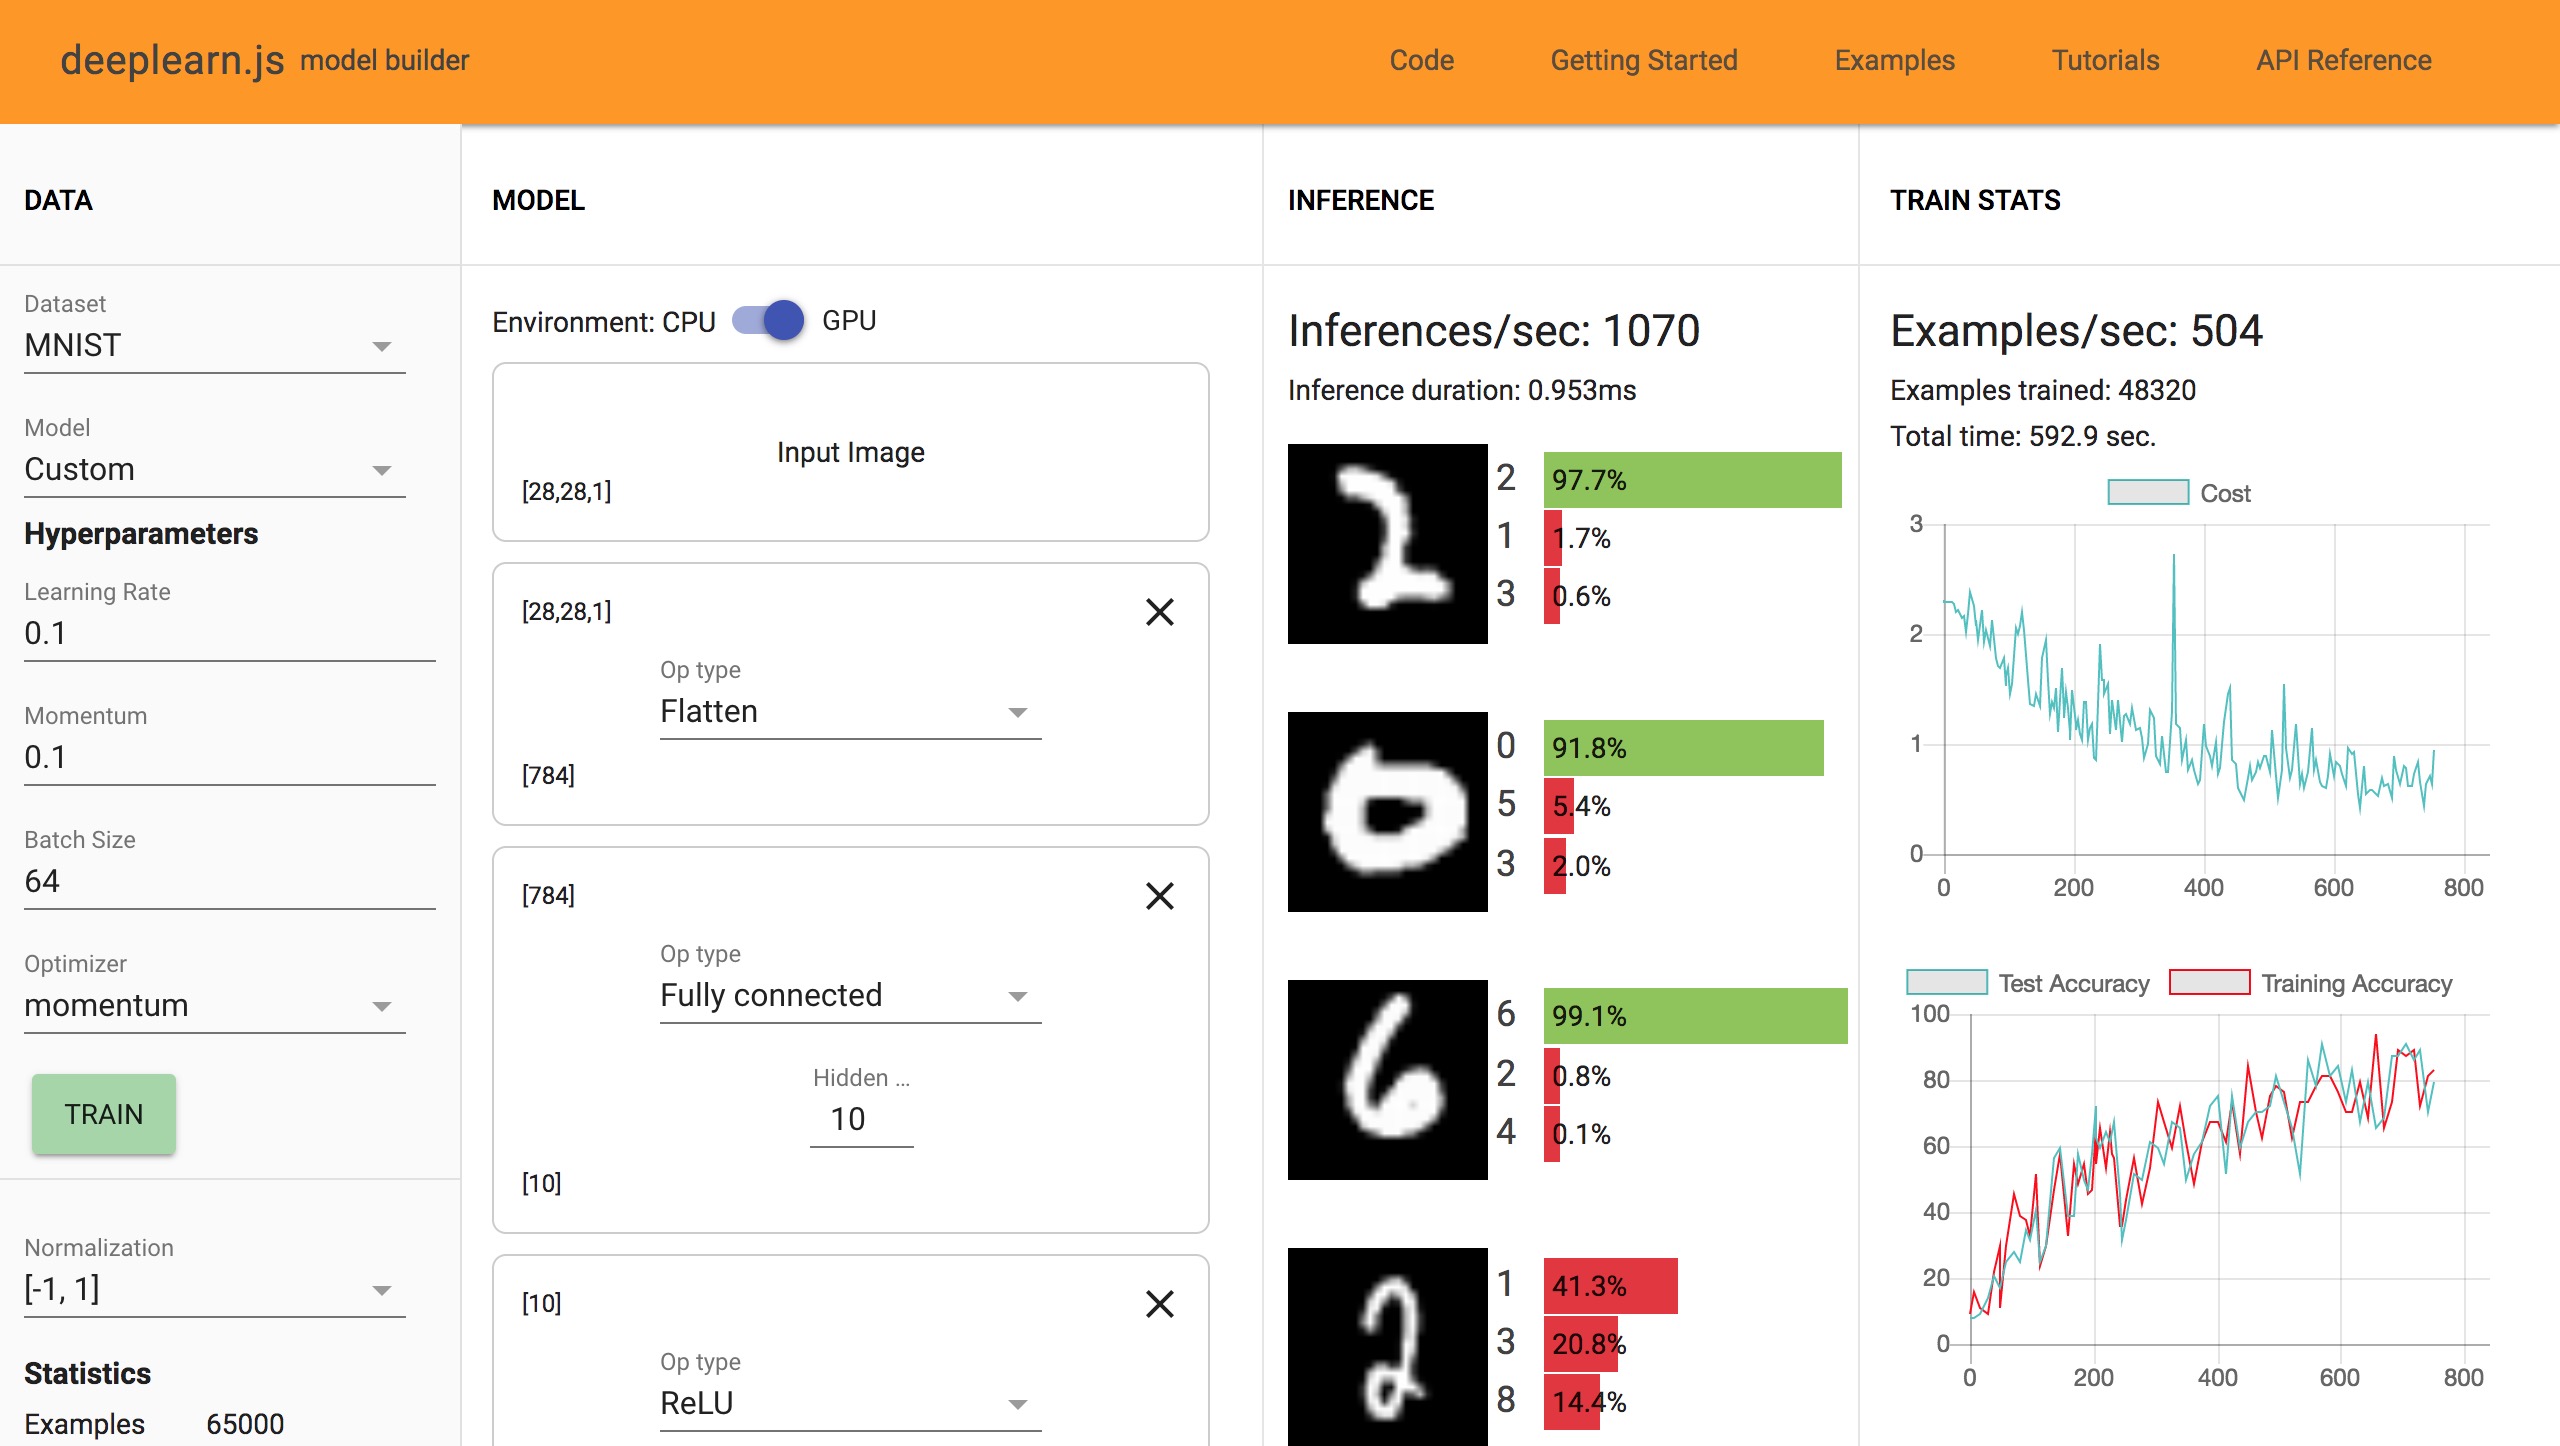 deeplearn.js model builder
Code Getting Started Examples Tutorials API Reference
DATA
Dataset
MNIST
Model
Custom
Hyperparameters
Learning Rate
0.1
Momentum
0.1
Batch Size
64
Optimizer
momentum
TRAIN
Normalization
[-1, 1]
Statistics
Examples 65000
MODEL
Environment: CPU GPU
Input Image
[28,28,1]
[28,28,1]
Op type
Flatten
[784]
[784]
Op type
Fully connected
Hidden ...
10
[10]
[10]
Op type
ReLU
INFERENCE
Inferences/sec: 1070
Inference duration: 0.953ms
2 97.7%
1 1.7%
3 0.6%
0 91.8%
5 5.4%
3 2.0%
6 99.1%
2 0.8%
4 0.1%
1 41.3%
3 20.8%
8 14.4%
TRAIN STATS
Examples/sec: 504
Examples trained: 48320
Total time: 592.9 sec.
Cost
3
2
1
0
0 200 400 600 800
Test Accuracy Training Accuracy
100
80
60
40
20
0
0 200 400 600 800